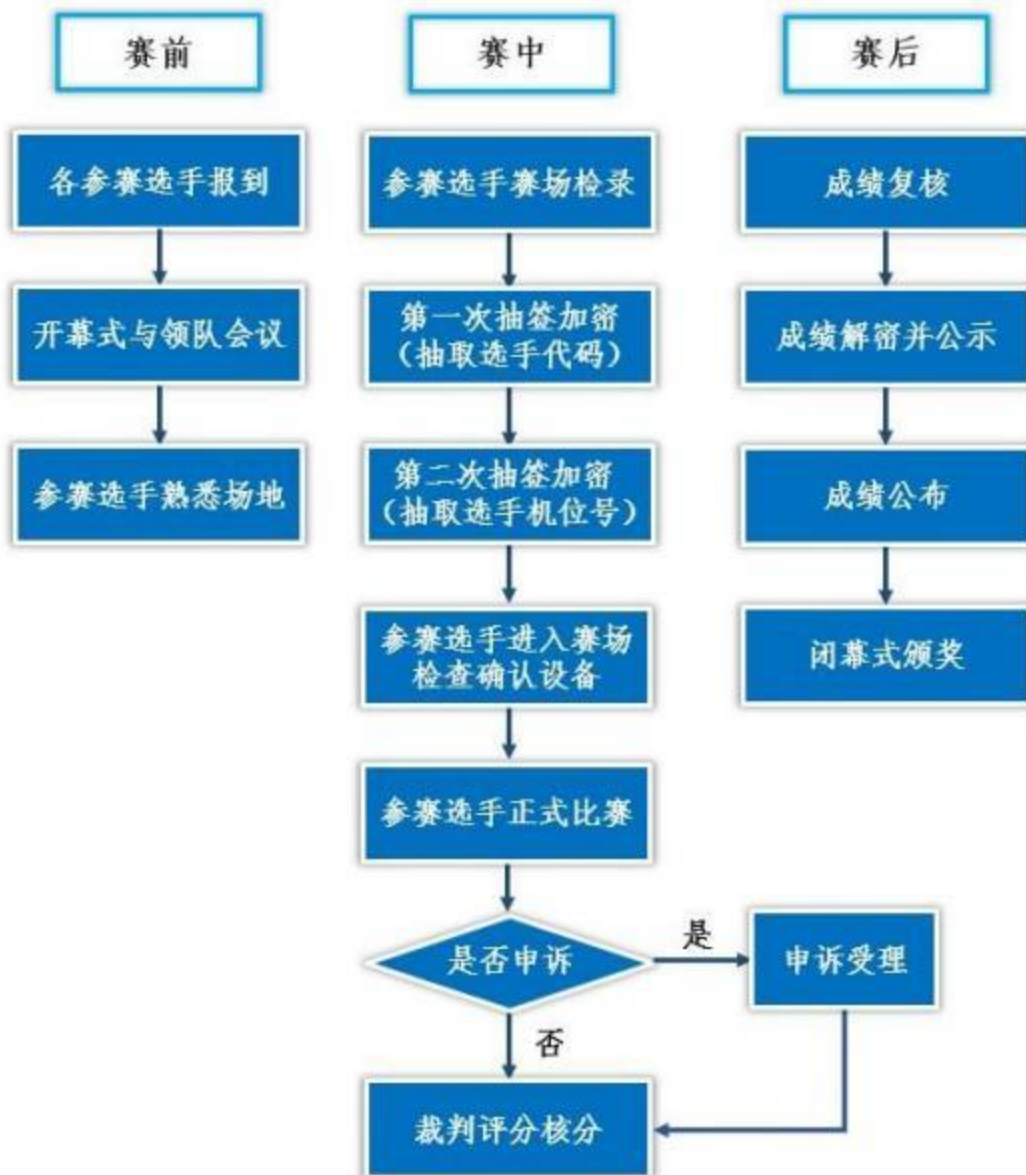 赛前
各参赛选手报到
开幕式与领队会议
参赛选手熟悉场地
赛中
参赛选手赛场检录
第一次抽签加密
（抽取选手代码）
第二次抽签加密
（抽取选手机位号）
参赛选手进入赛场
检查确认设备
参赛选手正式比赛
是否申诉
是
申诉受理
否
裁判评分核分
赛后
成绩复核
成绩解密并公示
成绩公布
闭幕式颁奖